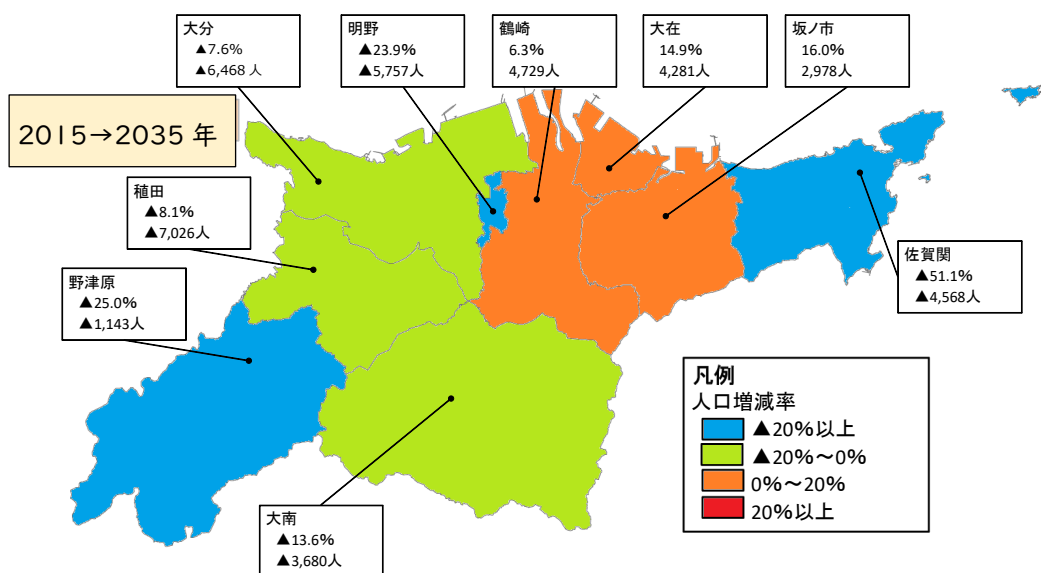 大分
▲7.6%
▲6,468 人
明野
▲23.9%
▲5,757人
鶴崎
6.3%
4,729人
大在
14.9%
4,281人
坂ノ市
16.0%
2,978人
2015→2035 年
稙田
▲8.1%
▲7,026人
野津原
▲25.0%
▲1,143人
佐賀関
▲51.1%
▲4,568人
大南
▲13.6%
▲3,680人
凡例
人口増減率
▲20%以上
▲20%~0%
0%~20%
20%以上